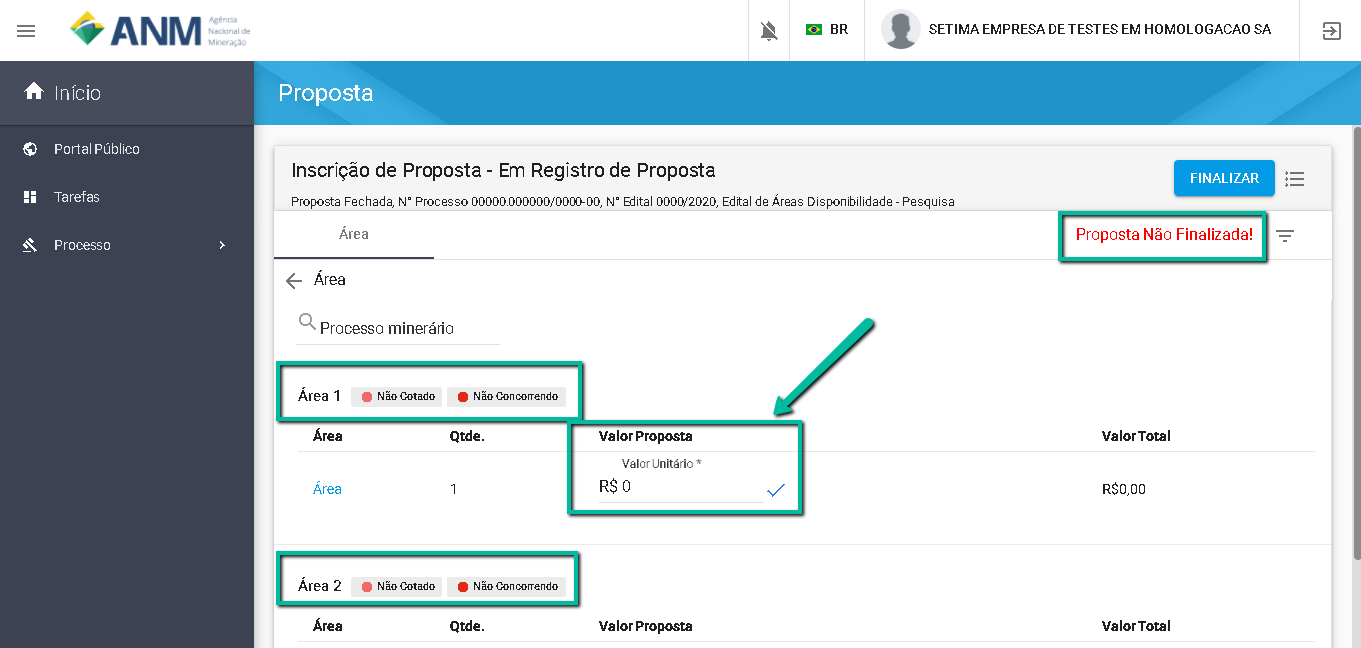 ANM Agência
Nacional de
Mineração
BR
SETIMA EMPRESA DE TESTES EM HOMOLOGACAO SA
Início
Proposta
Portal Público
Tarefas
Processo
Inscrição de Proposta - Em Registro de Proposta
FINALIZAR
Proposta Fechada, N° Processo 00000.000000/0000-00, N° Edital 0000/2020, Edital de Áreas Disponibilidade - Pesquisa
Área
Proposta Não Finalizada!
Área
Processo minerário
Área 1 Não Cotado Não Concorrendo
Área Qtde. Valor Proposta Valor Total
Valor Unitário *
Área 1 R$ 0 R$0,00
Área 2 Não Cotado Não Concorrendo
Área Qtde. Valor Proposta Valor Total